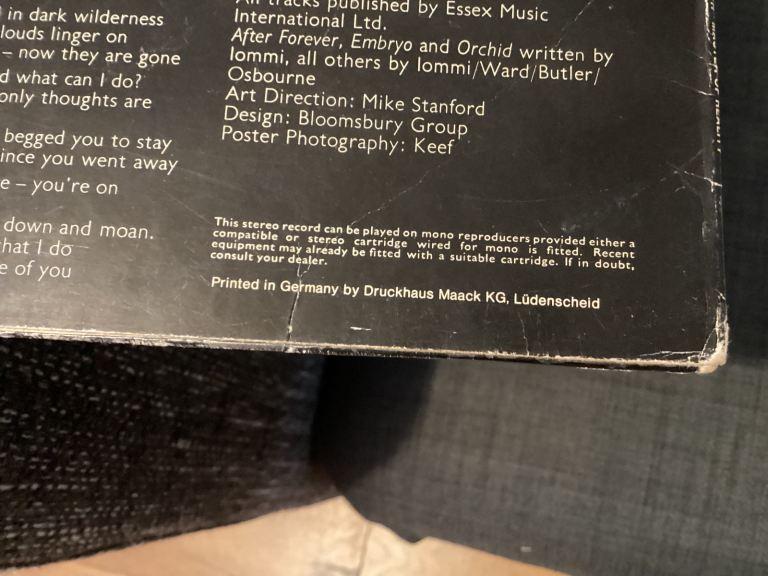 in dark wilderness
louds linger on
– now they are gone
d what can I do?
only thoughts are
begged you to stay
ince you went away
e – you're on
down and moan.
hat I do
e of you
All tracks published by Essex Music
International Ltd.
After Forever, Embryo and Orchid written by
Iommi, all others by Iommi/Ward/Butler/
Osbourne
Art Direction: Mike Stanford
Design: Bloomsbury Group
Poster Photography: Keef
This stereo record can be played on mono reproducers provided either a
compatible or stereo cartridge wired for mono is fitted. Recent
equipment may already be fitted with a suitable cartridge. If in doubt,
consult your dealer.
Printed in Germany by Druckhaus Maack KG, Lüdenscheid